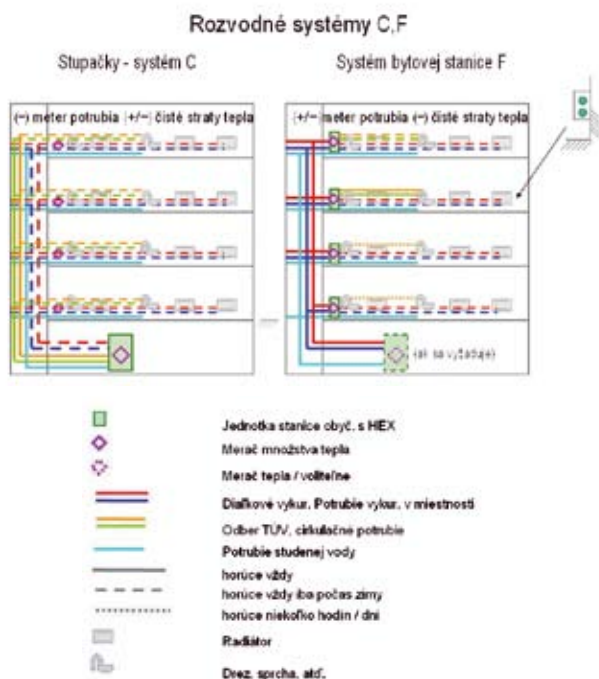 Rozvodné systémy C,F
Stupačky - systém C
Systém bytovej stanice F
(−) meter potrubia (+/−) čisté straty tepla
(+/−) meter potrubia (−) čisté straty tepla
(ak sa vyžaduje)
Jednotka stanice obyč. s HEX
Merač množstva tepla
Merač tepla / voliteľne
Diaľkové vykur. Potrubie vykur. v miestnosti
Odber TÚV, cirkulačné potrubie
Potrubie studenej vody
horúce vždy
horúce vždy iba počas zimy
horúce niekoľko hodín / dní
Radiátor
Drez, sprcha, atď.